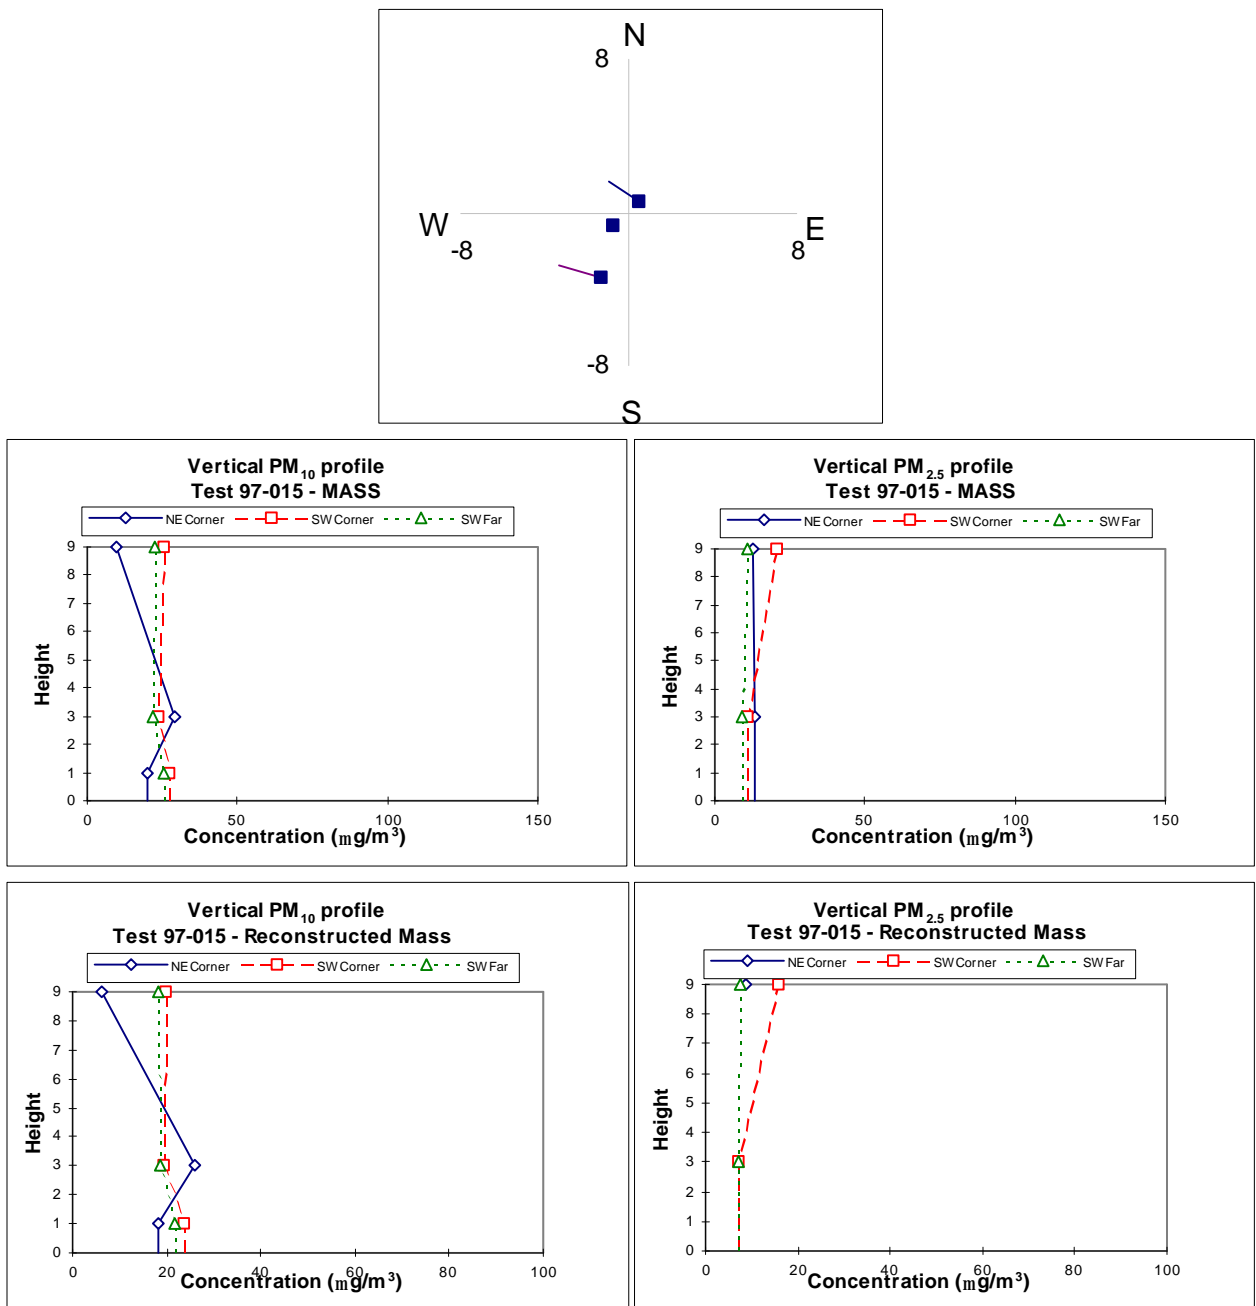 N
8
W
E
-8
8
-8
S
Vertical PM10 profile
Test 97-015 - MASS
NE Corner SW Corner SW Far
9
8
7
6
5
4
3
2
1
0
Height
0 50 100 150
Concentration (mg/m3)
Vertical PM2.5 profile
Test 97-015 - MASS
NE Corner SW Corner SW Far
9
8
7
6
5
4
3
2
1
0
Height
0 50 100 150
Concentration (mg/m3)
Vertical PM10 profile
Test 97-015 - Reconstructed Mass
NE Corner SW Corner SW Far
9
8
7
6
5
4
3
2
1
0
Height
0 20 40 60 80 100
Concentration (mg/m3)
Vertical PM2.5 profile
Test 97-015 - Reconstructed Mass
NE Corner SW Corner SW Far
9
8
7
6
5
4
3
2
1
0
Height
0 20 40 60 80 100
Concentration (mg/m3)